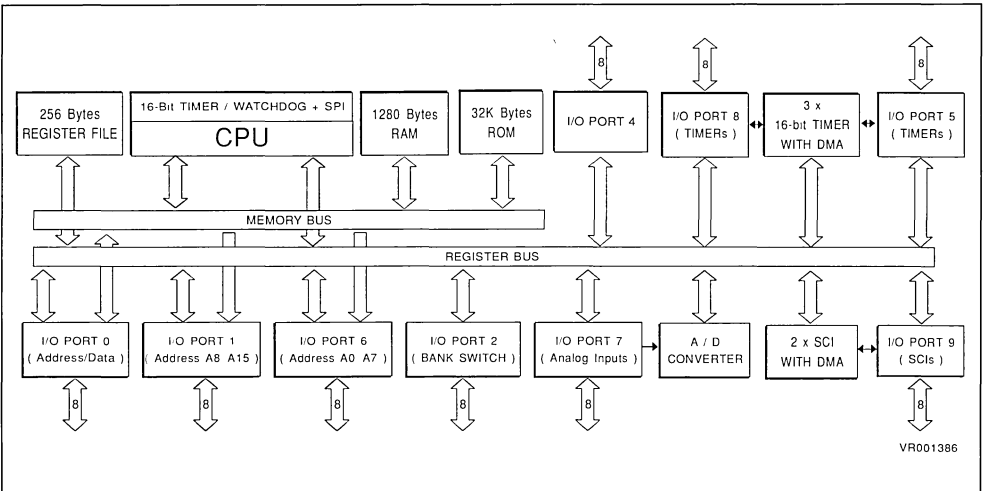 8
8
8
256 Bytes
REGISTER FILE
16-Bit TIMER / WATCHDOG + SPI
CPU
1280 Bytes
RAM
32K Bytes
ROM
I/O PORT 4
I/O PORT 8
( TIMERs )
3 x
16-bit TIMER
WITH DMA
I/O PORT 5
( TIMERs )
MEMORY BUS
REGISTER BUS
I/O PORT 0
( Address/Data )
I/O PORT 1
( Address A8 A15 )
I/O PORT 6
( Address A0 A7 )
I/O PORT 2
( BANK SWITCH )
I/O PORT 7
( Analog Inputs )
A / D
CONVERTER
2 x SCI
WITH DMA
I/O PORT 9
( SCIs )
8
8
8
8
8
8
VR001386